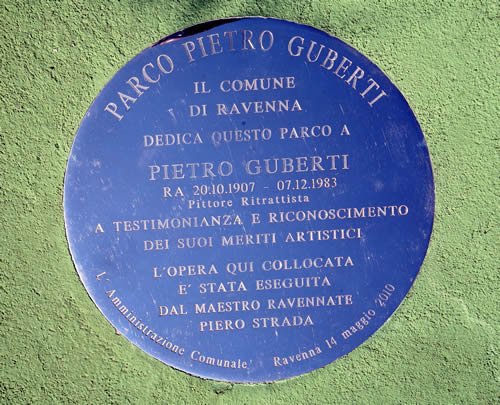 PARCO PIETRO GUBERTI
IL COMUNE
DI RAVENNA
DEDICA QUESTO PARCO A
PIETRO GUBERTI
RA 20.10.1907 - 07.12.1983
Pittore Ritrattista
A TESTIMONIANZA E RICONOSCIMENTO
DEI SUOI MERITI ARTISTICI
L'OPERA QUI COLLOCATA
E' STATA ESEGUITA
DAL MAESTRO RAVENNATE
PIERO STRADA
L' Amministrazione Comunale Ravenna 14 maggio 2010